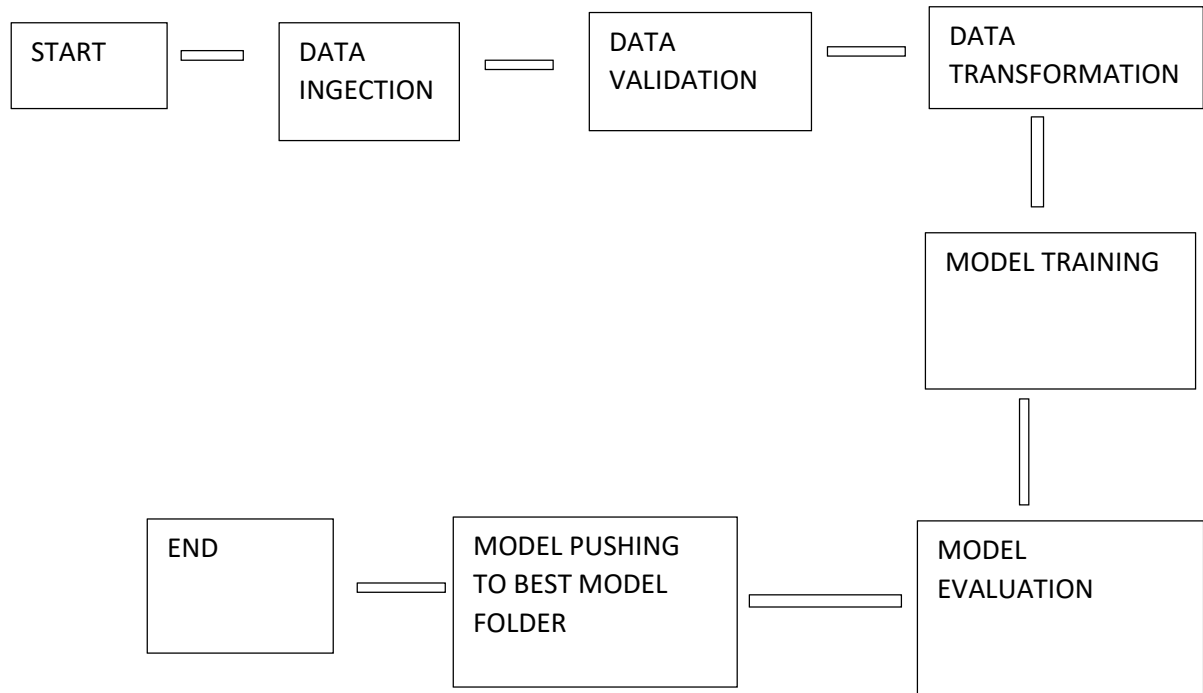 START
DATA
INGECTION
DATA
VALIDATION
DATA
TRANSFORMATION
MODEL TRAINING
MODEL
EVALUATION
MODEL PUSHING
TO BEST MODEL
FOLDER
END